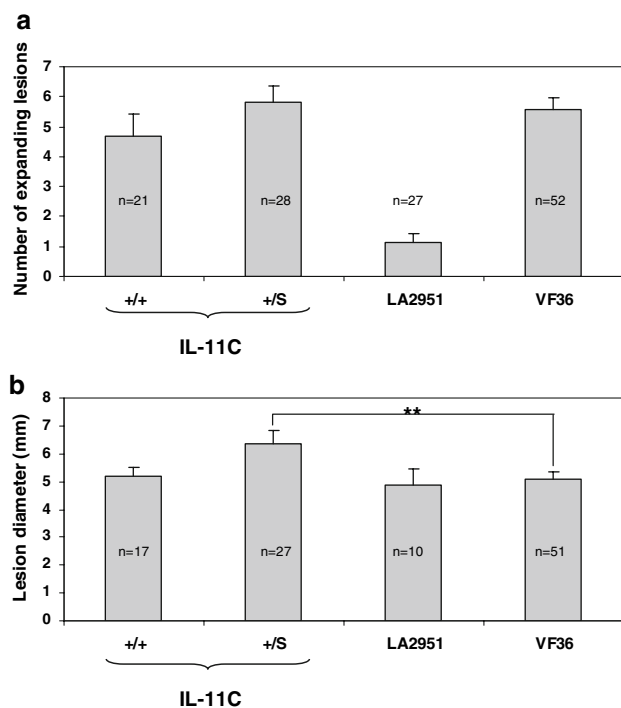 a
Number of expanding lesions
7
6
5
4
3
2
1
0
n=21
n=28
n=27
n=52
+/+
+/S
LA2951
VF36
IL-11C
b
Lesion diameter (mm)
8
7
6
5
4
3
2
1
0
**
n=17
n=27
n=10
n=51
+/+
+/S
LA2951
VF36
IL-11C